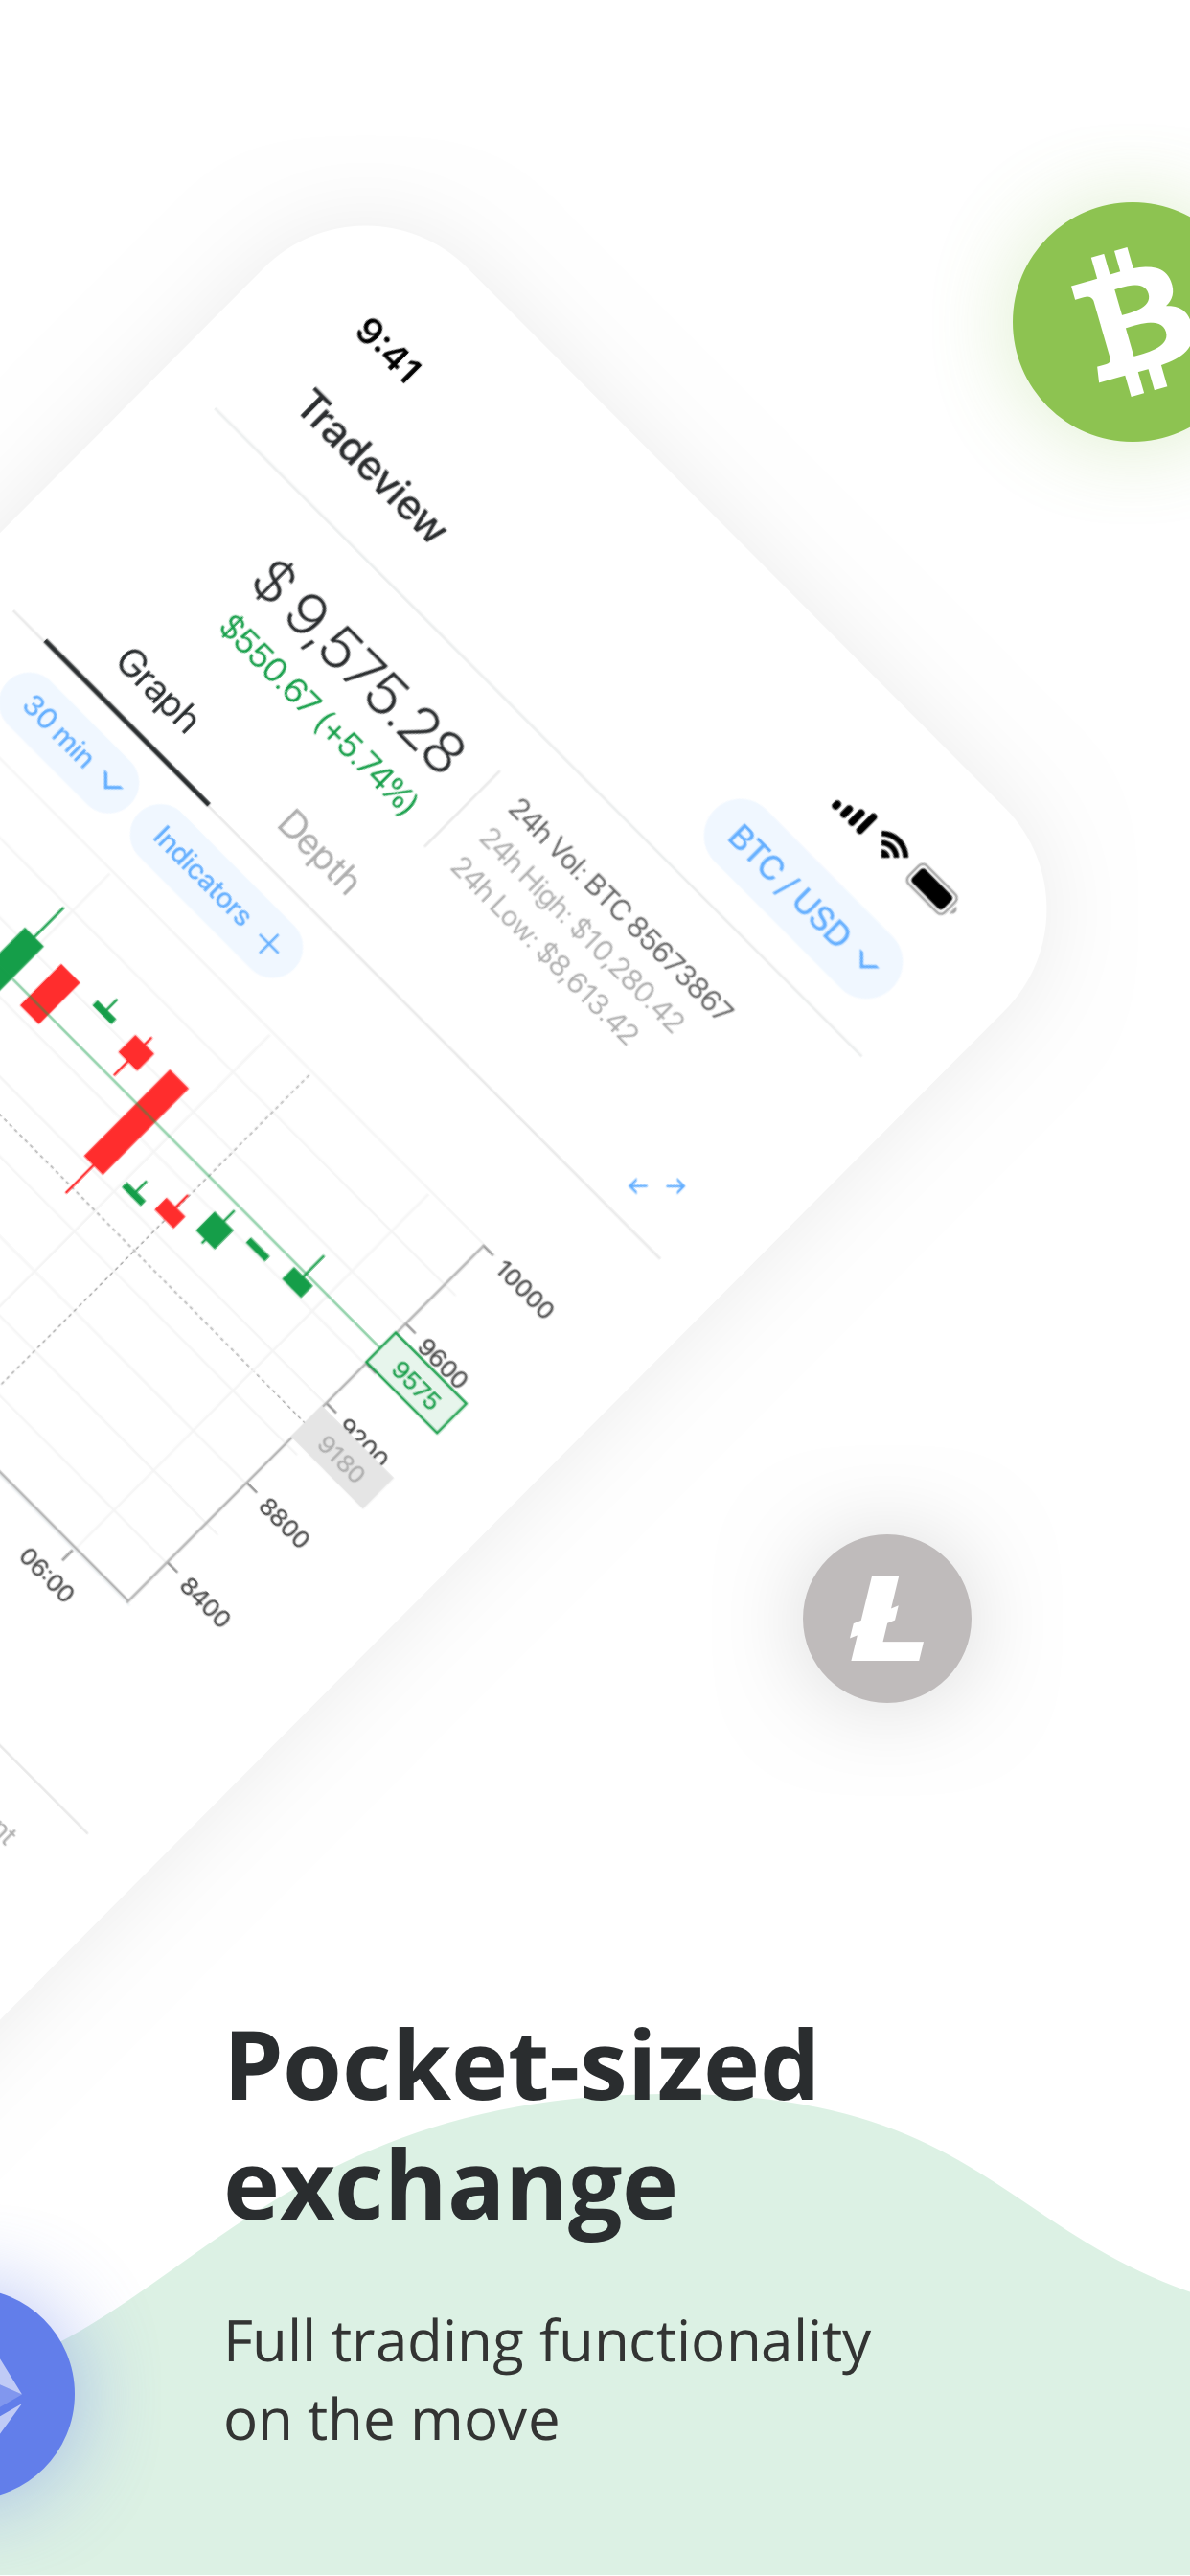 9:41
Tradeview
BTC / USD
$ 9,575.28
$550.67 (+5.74%)
24h Vol: BTC 85673867
24h High: $10,280.42
24h Low: $8,613.42
Graph
Depth
30 min
Indicators
10000
9600
9575
9200
9180
8800
8400
06:00
nt
Pocket-sized
exchange
Full trading functionality
on the move